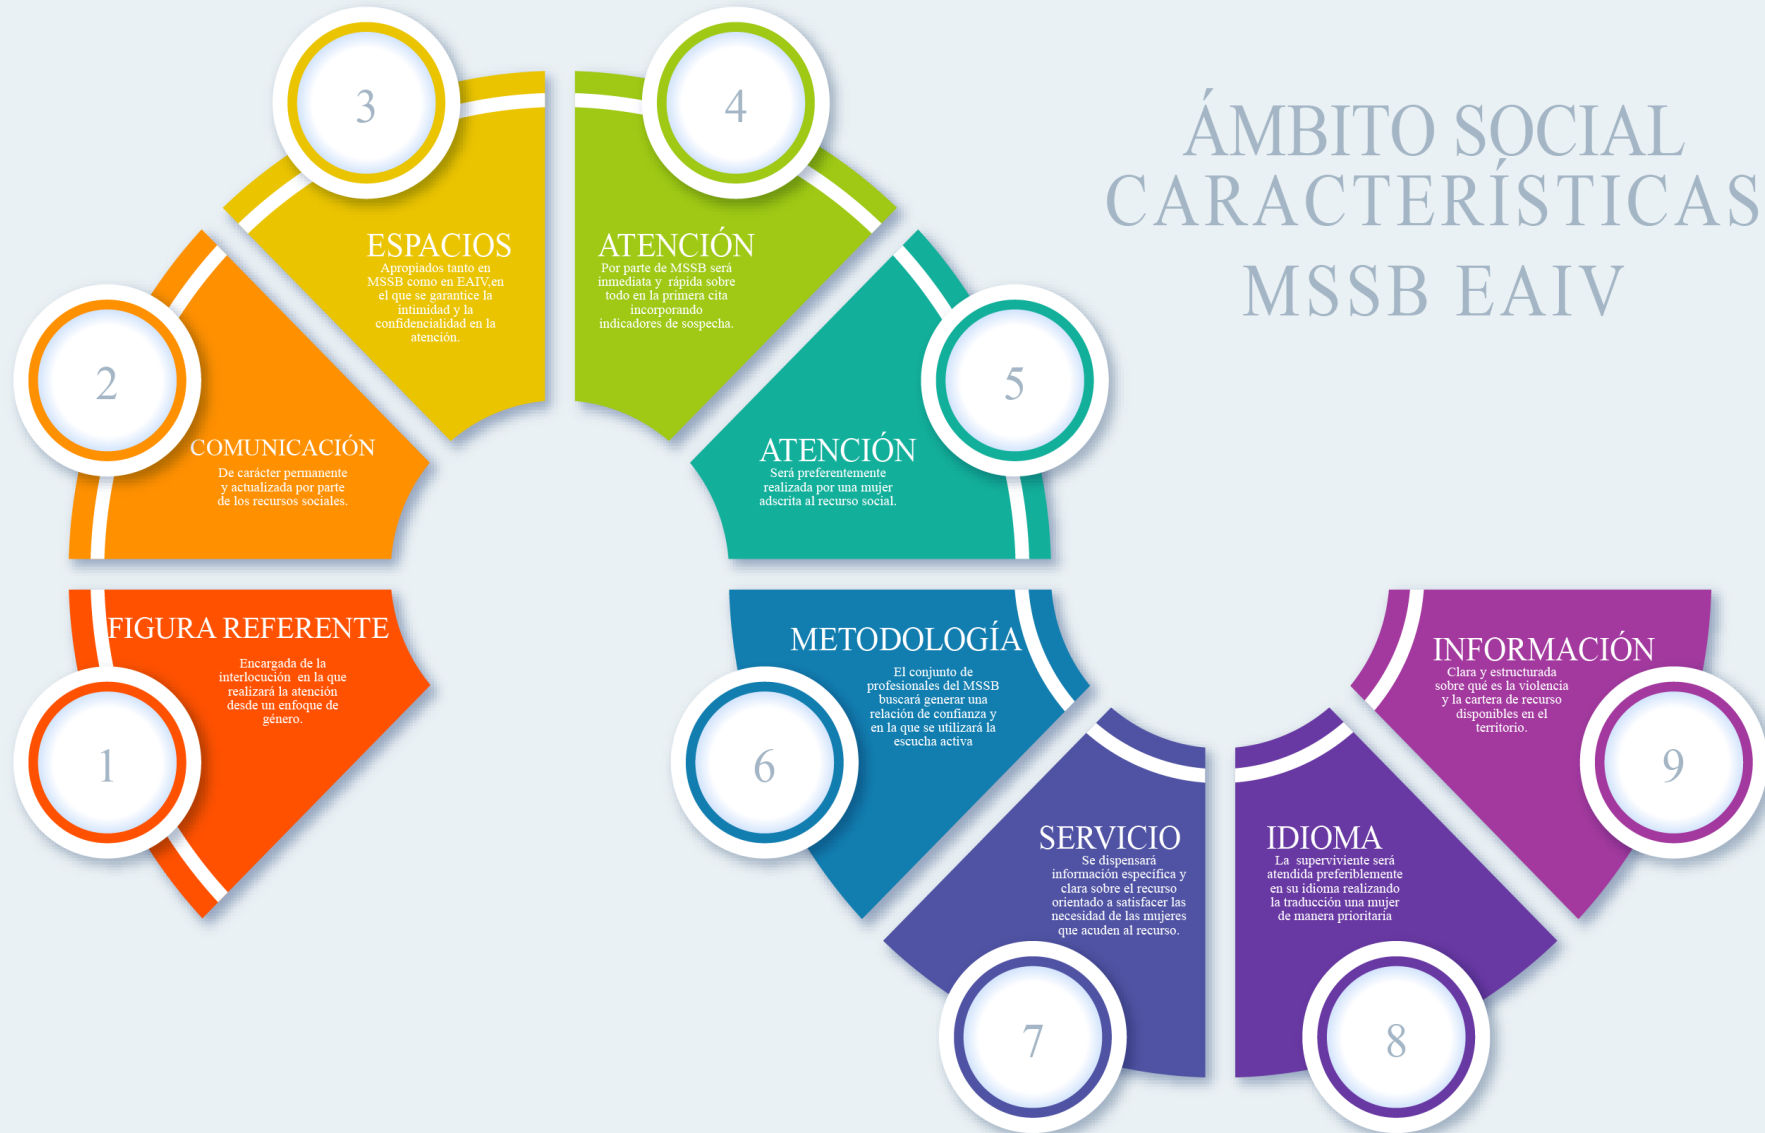 ÁMBITO SOCIAL
CARACTERÍSTICAS
MSSB EAIV
1
FIGURA REFERENTE
Encargada de la
interlocución en la que
realizará la atención
desde un enfoque de
género.
2
COMUNICACIÓN
De carácter permanente
y actualizada por parte
de los recursos sociales.
3
ESPACIOS
Apropiados tanto en
MSSB como en EAIV,en
el que se garantice la
intimidad y la
confidencialidad en la
atención.
4
ATENCIÓN
Por parte de MSSB será
inmediata y rápida sobre
todo en la primera cita
incorporando
indicadores de sospecha.
5
ATENCIÓN
Será preferentemente
realizada por una mujer
adscrita al recurso social.
6
METODOLOGÍA
El conjunto de
profesionales del MSSB
buscará generar una
relación de confianza y
en la que se utilizará la
escucha activa
7
SERVICIO
Se dispensará
información específica y
clara sobre el recurso
orientado a satisfacer las
necesidad de las mujeres
que acuden al recurso.
8
IDIOMA
La superviviente será
atendida preferiblemente
en su idioma realizando
la traducción una mujer
de manera prioritaria
9
INFORMACIÓN
Clara y estructurada
sobre qué es la violencia
y la cartera de recurso
disponibles en el
territorio.